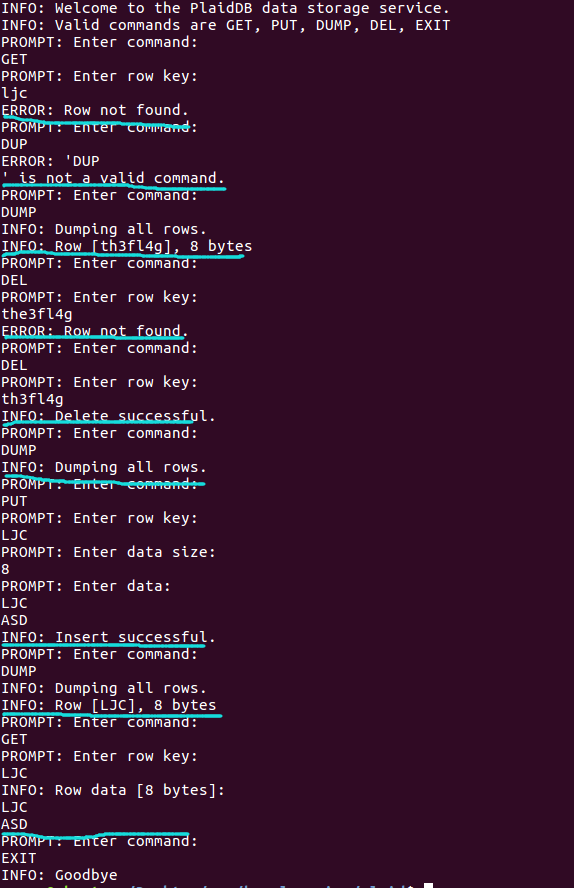 INFO: Welcome to the PlaidDB data storage service.
INFO: Valid commands are GET, PUT, DUMP, DEL, EXIT
PROMPT: Enter command:
GET
PROMPT: Enter row key:
ljc
ERROR: Row not found.
PROMPT: Enter command:
DUP
ERROR: 'DUP
' is not a valid command.
PROMPT: Enter command:
DUMP
INFO: Dumping all rows.
INFO: Row [th3fl4g], 8 bytes
PROMPT: Enter command:
DEL
PROMPT: Enter row key:
the3fl4g
ERROR: Row not found.
PROMPT: Enter command:
DEL
PROMPT: Enter row key:
th3fl4g
INFO: Delete successful.
PROMPT: Enter command:
DUMP
INFO: Dumping all rows.
PROMPT: Enter command:
PUT
PROMPT: Enter row key:
LJC
PROMPT: Enter data size:
8
PROMPT: Enter data:
LJC
ASD
INFO: Insert successful.
PROMPT: Enter command:
DUMP
INFO: Dumping all rows.
INFO: Row [LJC], 8 bytes
PROMPT: Enter command:
GET
PROMPT: Enter row key:
LJC
INFO: Row data [8 bytes]:
LJC
ASD
PROMPT: Enter command:
EXIT
INFO: Goodbye